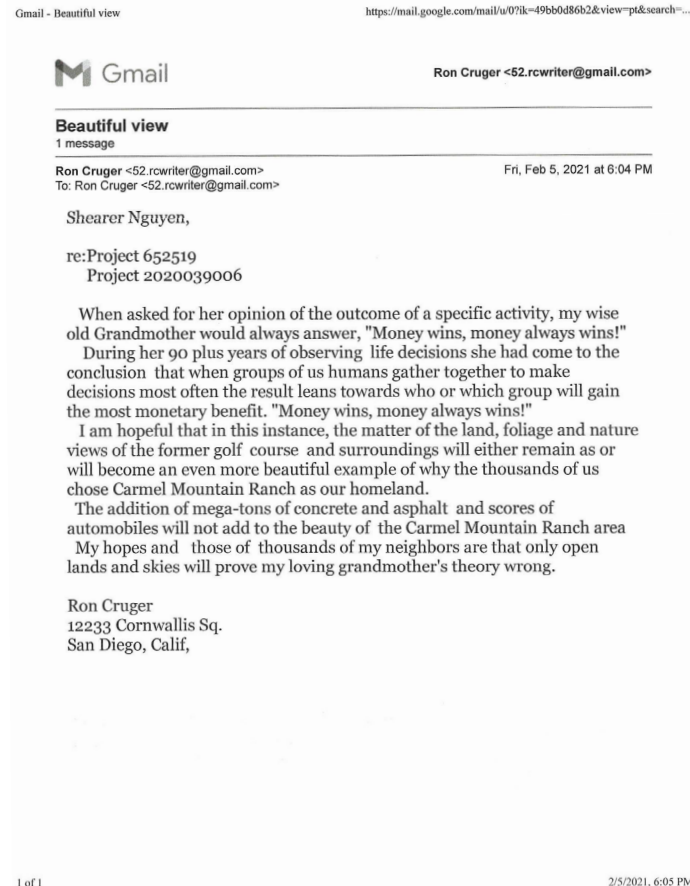 Gmail - Beautiful view
https://mail.google.com/mail/u/0?ik=49bb0d86b2&view=pt&search=...
Gmail
Ron Cruger <52.rcwriter@gmail.com>
Beautiful view
1 message
Ron Cruger <52.rcwriter@gmail.com>
Fri, Feb 5, 2021 at 6:04 PM
To: Ron Cruger <52.rcwriter@gmail.com>
Shearer Nguyen,
re:Project 652519
Project 2020039006
When asked for her opinion of the outcome of a specific activity, my wise
old Grandmother would always answer, "Money wins, money always wins!"
During her 90 plus years of observing life decisions she had come to the
conclusion that when groups of us humans gather together to make
decisions most often the result leans towards who or which group will gain
the most monetary benefit. "Money wins, money always wins!"
I am hopeful that in this instance, the matter of the land, foliage and nature
views of the former golf course and surroundings will either remain as or
will become an even more beautiful example of why the thousands of us
chose Carmel Mountain Ranch as our homeland.
The addition of mega-tons of concrete and asphalt and scores of
automobiles will not add to the beauty of the Carmel Mountain Ranch area
My hopes and those of thousands of my neighbors are that only open
lands and skies will prove my loving grandmother's theory wrong.
Ron Cruger
12233 Cornwallis Sq.
San Diego, Calif,
1 of 1
2/5/2021, 6:05 PM